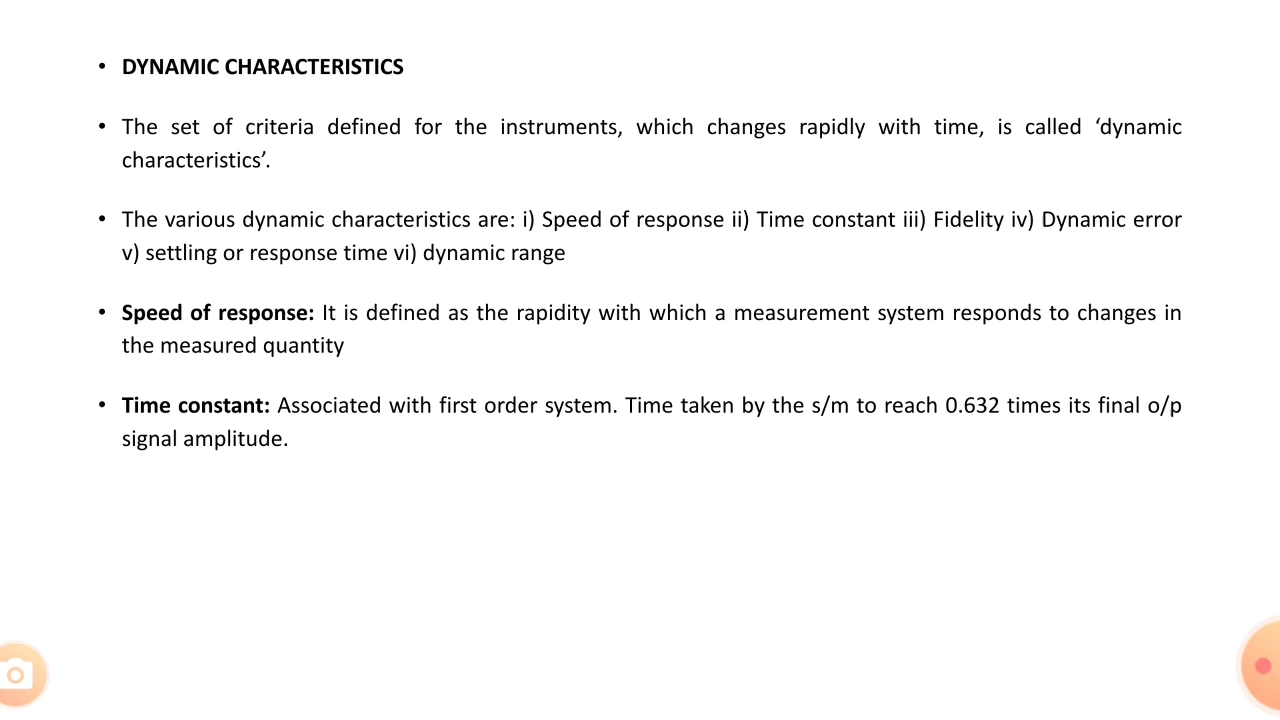 • DYNAMIC CHARACTERISTICS
• The set of criteria defined for the instruments, which changes rapidly with time, is called ‘dynamic
characteristics’.
• The various dynamic characteristics are: i) Speed of response ii) Time constant iii) Fidelity iv) Dynamic error
v) settling or response time vi) dynamic range
• Speed of response: It is defined as the rapidity with which a measurement system responds to changes in
the measured quantity
• Time constant: Associated with first order system. Time taken by the s/m to reach 0.632 times its final o/p
signal amplitude.